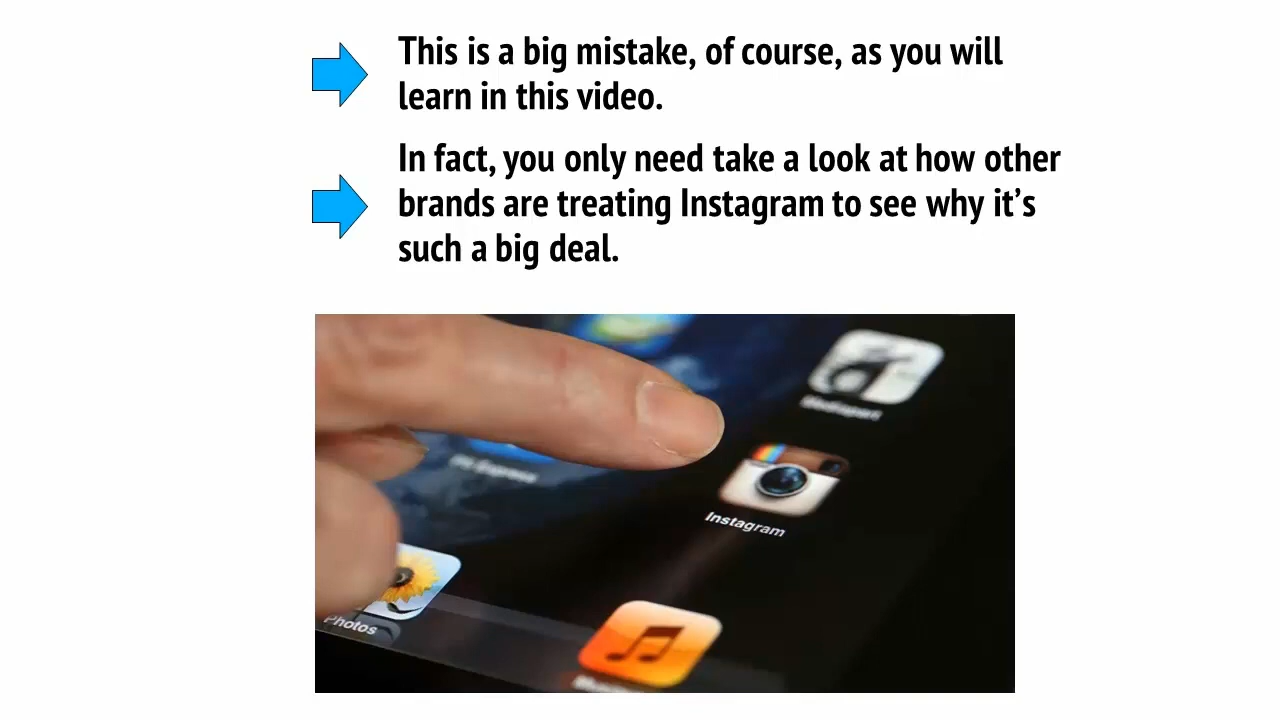 This is a big mistake, of course, as you will
learn in this video.
In fact, you only need take a look at how other
brands are treating Instagram to see why it’s
such a big deal.
Instagram
Photos